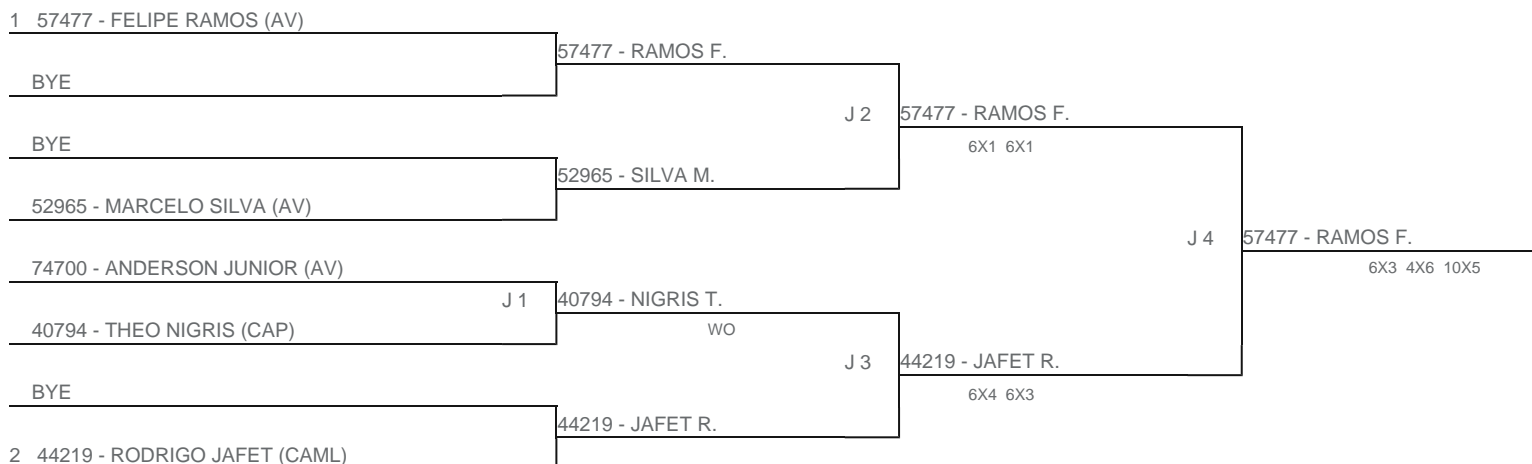 1 57477 - FELIPE RAMOS (AV)
57477 - RAMOS F.
BYE
J 2
57477 - RAMOS F.
6X1 6X1
BYE
52965 - SILVA M.
52965 - MARCELO SILVA (AV)
J 4
57477 - RAMOS F.
6X3 4X6 10X5
74700 - ANDERSON JUNIOR (AV)
J 1
40794 - NIGRIS T.
WO
40794 - THEO NIGRIS (CAP)
J 3
44219 - JAFET R.
6X4 6X3
BYE
44219 - JAFET R.
2 44219 - RODRIGO JAFET (CAML)